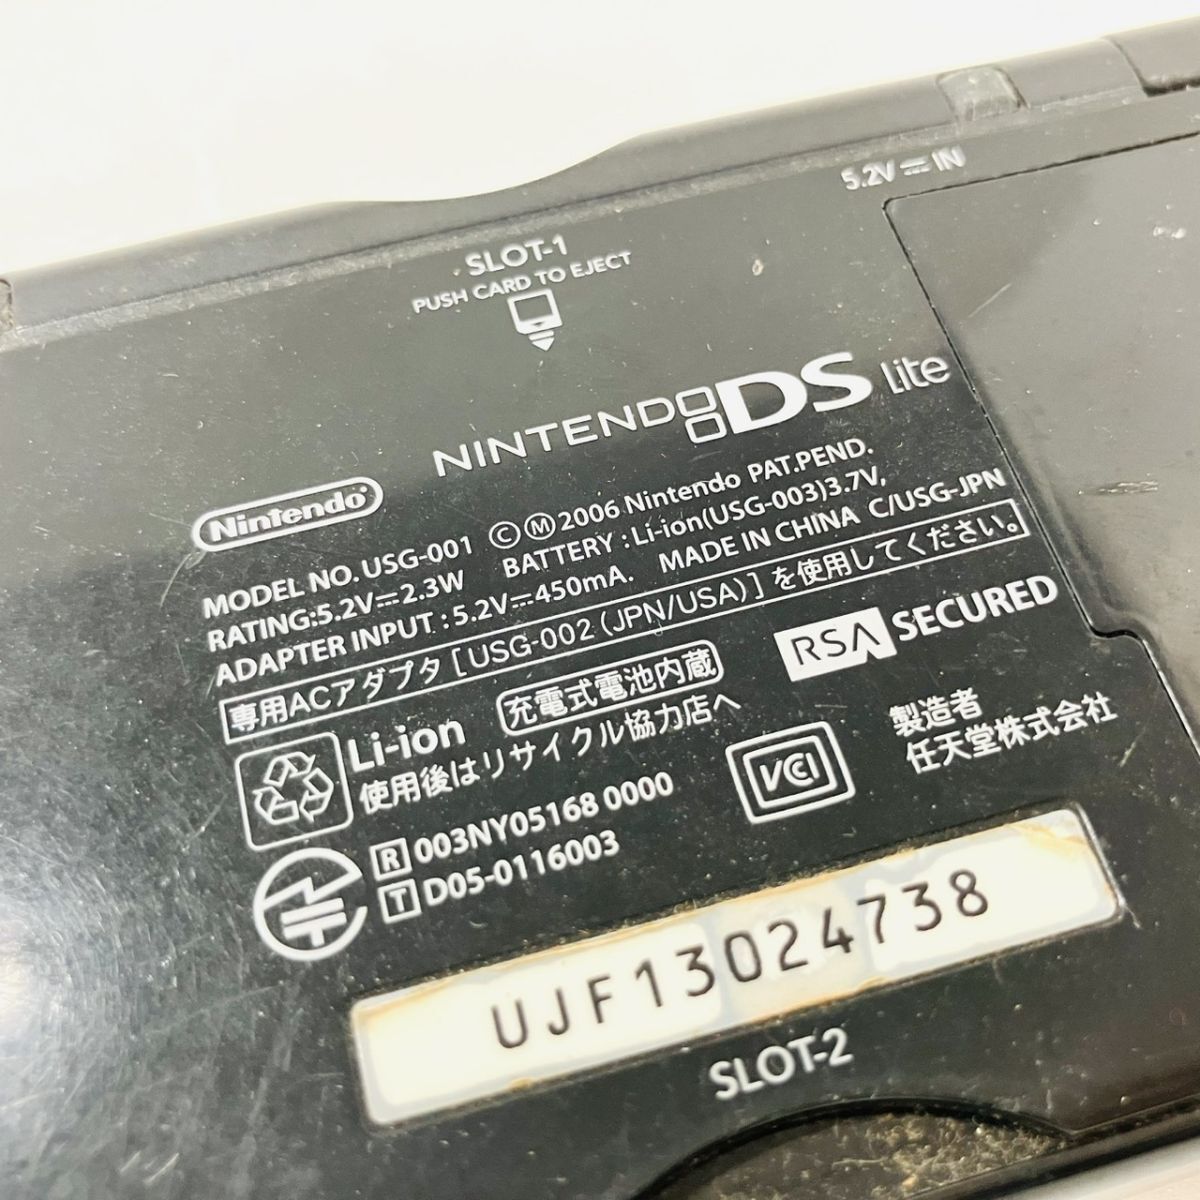 5.2V⎓IN
SLOT-1
PUSH CARD TO EJECT
NINTENDO DS Lite
Nintendo
MODEL NO. USG-001 ©Ⓜ2006 Nintendo PAT.PEND.
RATING:5.2V⎓2.3W BATTERY:Li-ion(USG-003)3.7V,
ADAPTER INPUT:5.2V⎓450mA. MADE IN CHINA C/USG-JPN
専用ACアダプタ[USG-002(JPN/USA)]を使用してください。
Li-ion 充電式電池内蔵
使用後はリサイクル協力店へ
RSA SECURED
R 003NY05168 0000
T D05-0116003
VCCI
製造者
任天堂株式会社
UJF13024738
SLOT-2